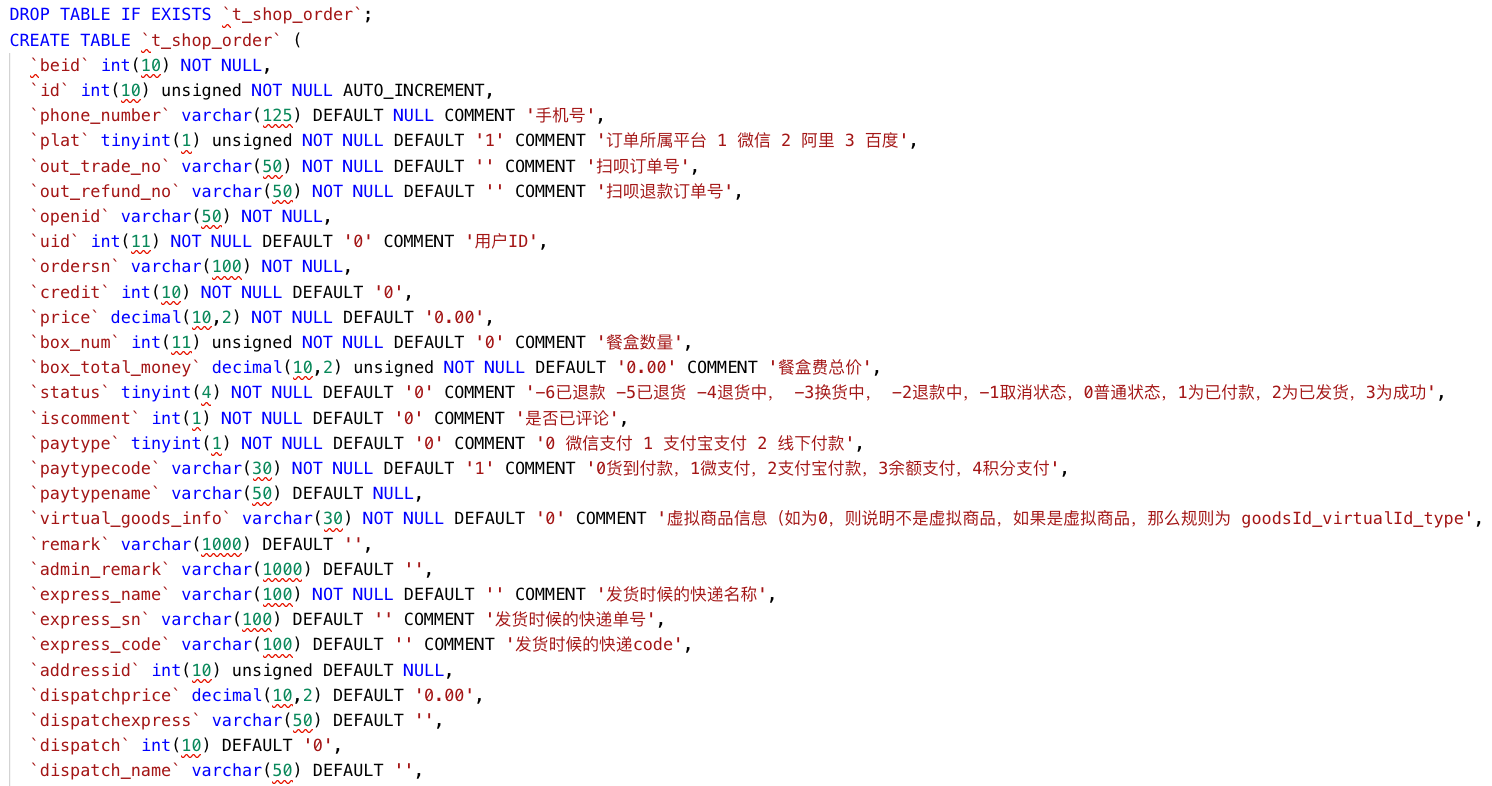 DROP TABLE IF EXISTS `t_shop_order`;
CREATE TABLE `t_shop_order` (
`beid` int(10) NOT NULL,
`id` int(10) unsigned NOT NULL AUTO_INCREMENT,
`phone_number` varchar(125) DEFAULT NULL COMMENT '手机号',
`plat` tinyint(1) unsigned NOT NULL DEFAULT '1' COMMENT '订单所属平台 1 微信 2 阿里 3 百度',
`out_trade_no` varchar(50) NOT NULL DEFAULT '' COMMENT '扫呗订单号',
`out_refund_no` varchar(50) NOT NULL DEFAULT '' COMMENT '扫呗退款订单号',
`openid` varchar(50) NOT NULL,
`uid` int(11) NOT NULL DEFAULT '0' COMMENT '用户ID',
`ordersn` varchar(100) NOT NULL,
`credit` int(10) NOT NULL DEFAULT '0',
`price` decimal(10,2) NOT NULL DEFAULT '0.00',
`box_num` int(11) unsigned NOT NULL DEFAULT '0' COMMENT '餐盒数量',
`box_total_money` decimal(10,2) unsigned NOT NULL DEFAULT '0.00' COMMENT '餐盒费总价',
`status` tinyint(4) NOT NULL DEFAULT '0' COMMENT '-6已退款 -5已退货 -4退货中， -3换货中， -2退款中，-1取消状态，0普通状态，1为已付款，2为已发货，3为成功',
`iscomment` int(1) NOT NULL DEFAULT '0' COMMENT '是否已评论',
`paytype` tinyint(1) NOT NULL DEFAULT '0' COMMENT '0 微信支付 1 支付宝支付 2 线下付款',
`paytypecode` varchar(30) NOT NULL DEFAULT '1' COMMENT '0货到付款，1微支付，2支付宝付款，3余额支付，4积分支付',
`paytypename` varchar(50) DEFAULT NULL,
`virtual_goods_info` varchar(30) NOT NULL DEFAULT '0' COMMENT '虚拟商品信息（如为0，则说明不是虚拟商品，如果是虚拟商品，那么规则为 goodsId_virtualId_type',
`remark` varchar(1000) DEFAULT '',
`admin_remark` varchar(1000) DEFAULT '',
`express_name` varchar(100) NOT NULL DEFAULT '' COMMENT '发货时候的快递名称',
`express_sn` varchar(100) DEFAULT '' COMMENT '发货时候的快递单号',
`express_code` varchar(100) DEFAULT '' COMMENT '发货时候的快递code',
`addressid` int(10) unsigned DEFAULT NULL,
`dispatchprice` decimal(10,2) DEFAULT '0.00',
`dispatchexpress` varchar(50) DEFAULT '',
`dispatch` int(10) DEFAULT '0',
`dispatch_name` varchar(50) DEFAULT '',